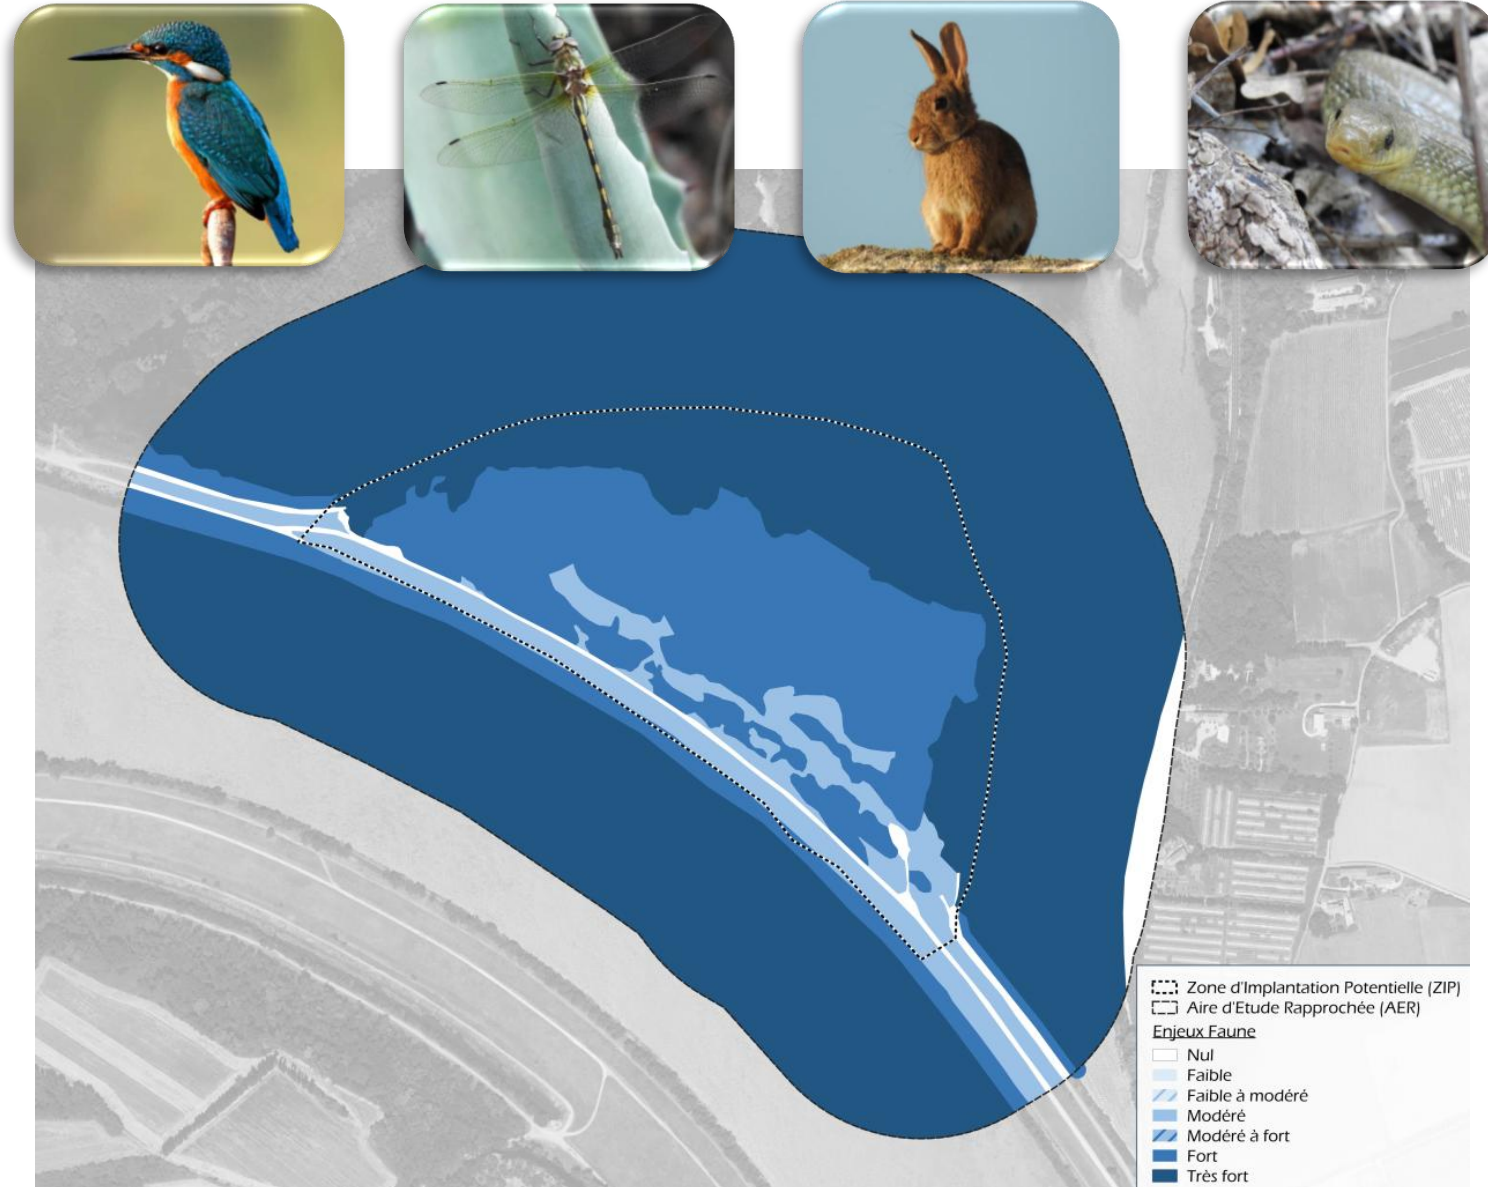 Zone d'Implantation Potentielle (ZIP)
Aire d'Etude Rapprochée (AER)
Enjeux Faune
Nul
Faible
Faible à modéré
Modéré
Modéré à fort
Fort
Très fort